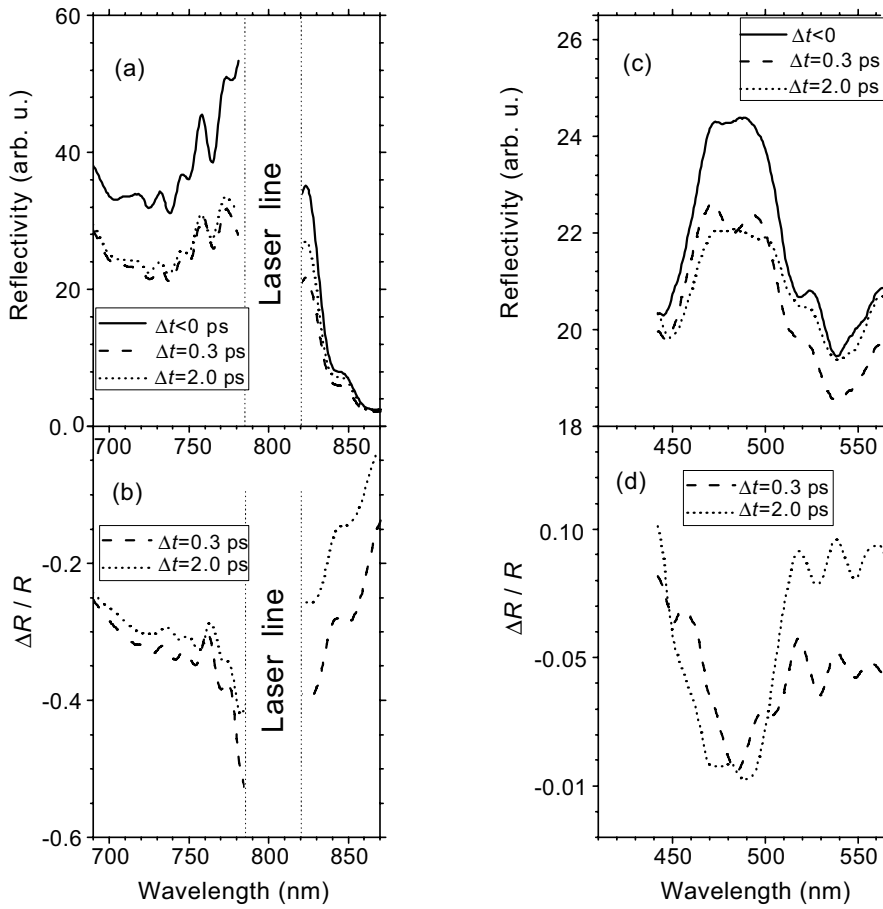 60
40
20
0.0
Reflectivity (arb. u.)
(a)
Laser line
Δt<0 ps
Δt=0.3 ps
Δt=2.0 ps
700 750 800 850
26
24
22
20
18
Reflectivity (arb. u.)
(c)
Δt<0
Δt=0.3 ps
Δt=2.0 ps
450 500 550
-0.2
-0.4
-0.6
ΔR / R
(b)
Δt=0.3 ps
Δt=2.0 ps
Laser line
700 750 800 850
Wavelength (nm)
0.10
-0.05
-0.01
ΔR / R
(d)
Δt=0.3 ps
Δt=2.0 ps
450 500 550
Wavelength (nm)